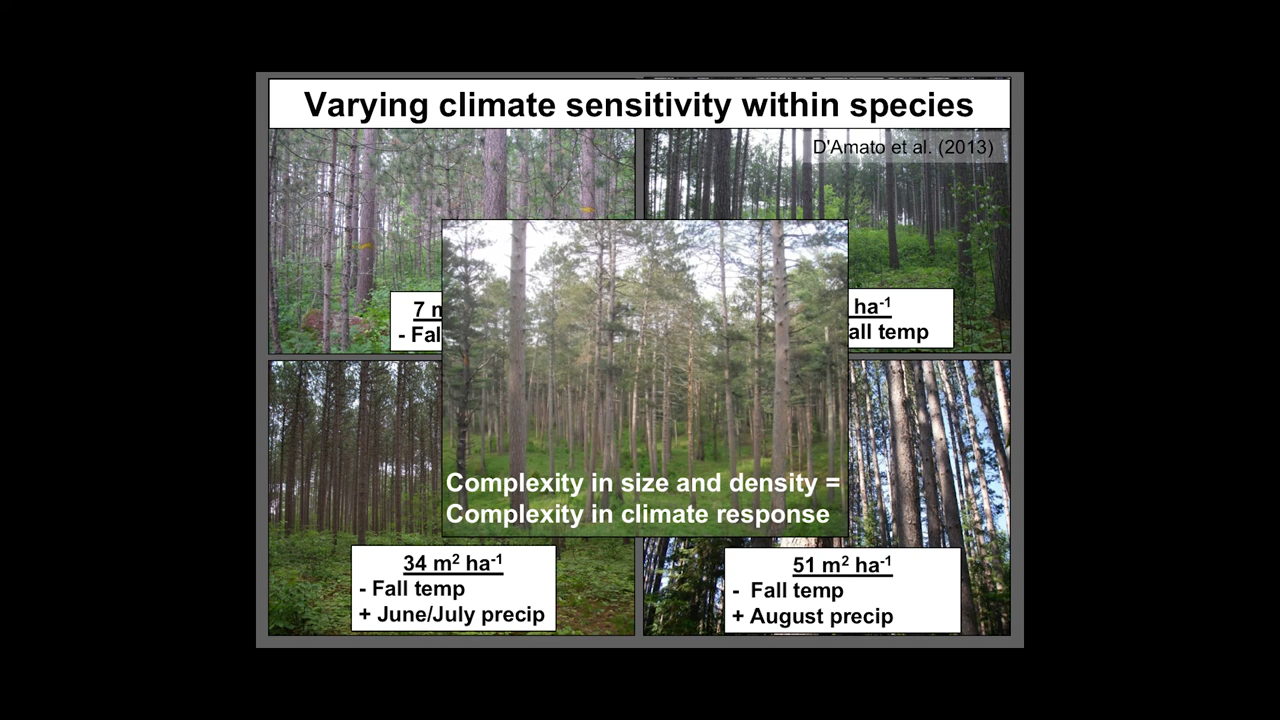 Varying climate sensitivity within species
D'Amato et al. (2013)
7
- Fal
ha-1
all temp
Complexity in size and density =
Complexity in climate response
34 m² ha-1
- Fall temp
+ June/July precip
51 m² ha-1
- Fall temp
+ August precip